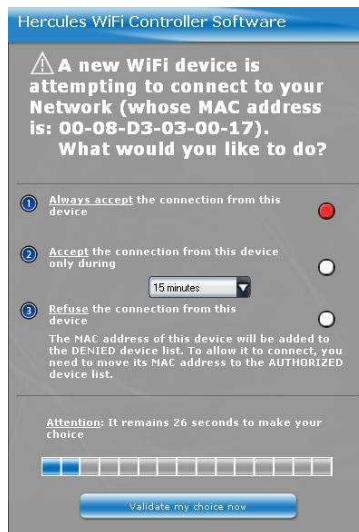 Hercules WiFi Controller Software
A new WiFi device is
attempting to connect to your
Network (whose MAC address
is: 00-08-D3-03-00-17).
What would you like to do?
1 Always accept the connection from this
device
2 Accept the connection from this device
only during
15 minutes
3 Refuse the connection from this
device
The MAC address of this device will be added
to the DENIED device list. To allow it to connect, you
need to move its MAC address to the AUTHORIZED
device list.
Attention: It remains 26 seconds to make your
choice
Validate my choice now